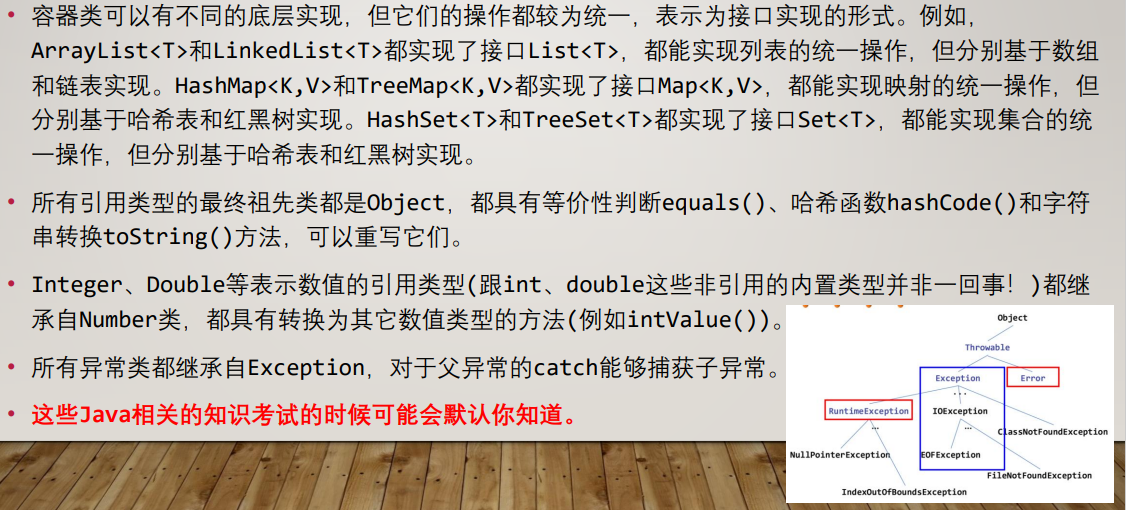 • 容器类可以有不同的底层实现，但它们的操作都较为统一，表示为接口实现的形式。例如，
ArrayList<T>和LinkedList<T>都实现了接口List<T>，都能实现列表的统一操作，但分别基于数组
和链表实现。HashMap<K,V>和TreeMap<K,V>都实现了接口Map<K,V>，都能实现映射的统一操作，但
分别基于哈希表和红黑树实现。HashSet<T>和TreeSet<T>都实现了接口Set<T>，都能实现集合的统
一操作，但分别基于哈希表和红黑树实现。
• 所有引用类型的最终祖先类都是Object，都具有等价性判断equals()、哈希函数hashCode()和字符
串转换toString()方法，可以重写它们。
• Integer、Double等表示数值的引用类型(跟int、double这些非引用的内置类型并非一回事！)都继
承自Number类，都具有转换为其它数值类型的方法(例如intValue())。
• 所有异常类都继承自Exception，对于父异常的catch能够捕获子异常。
• 这些Java相关的知识考试的时候可能会默认你知道。
Object
Throwable
Exception
Error
...
RuntimeException
IOException
...
...
ClassNotFoundException
NullPointerException
EOFException
FileNotFoundException
IndexOutOfBoundsException